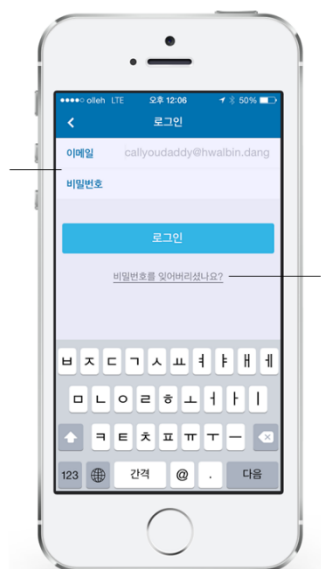 olleh LTE 오후 12:06 50%
로그인
이메일 callyoudaddy@hwalbin.dang
비밀번호
로그인
비밀번호를 잊어버리셨나요?
ㅂ ㅈ ㄷ ㄱ ㅅ ㅛ ㅕ ㅑ ㅐ ㅔ
ㅁ ㄴ ㅇ ㄹ ㅎ ㅗ ㅓ ㅏ ㅣ
ㅋ ㅌ ㅊ ㅍ ㅠ ㅜ ㅡ
123 간격 @ . 다음